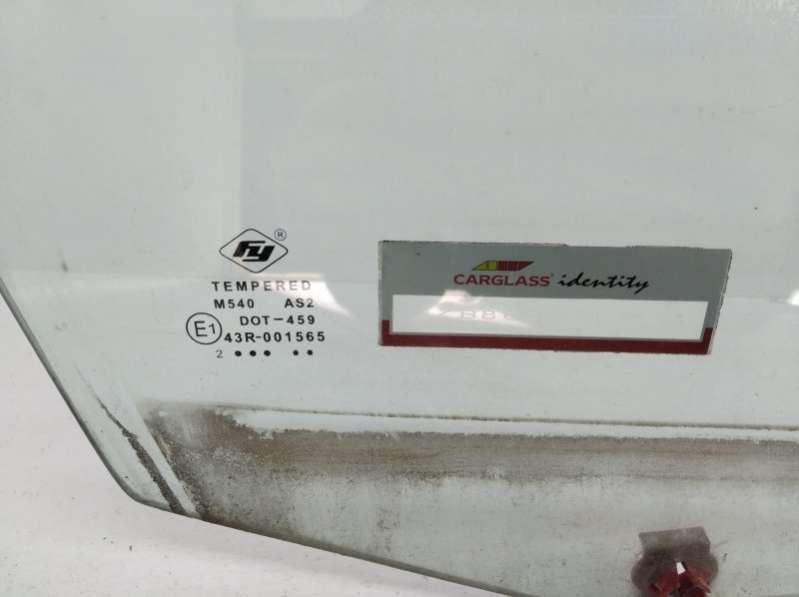 FY ®
TEMPERED
M540 AS2
DOT-459
E1 43R-001565
2 ••• ••
CARGLASS® identity